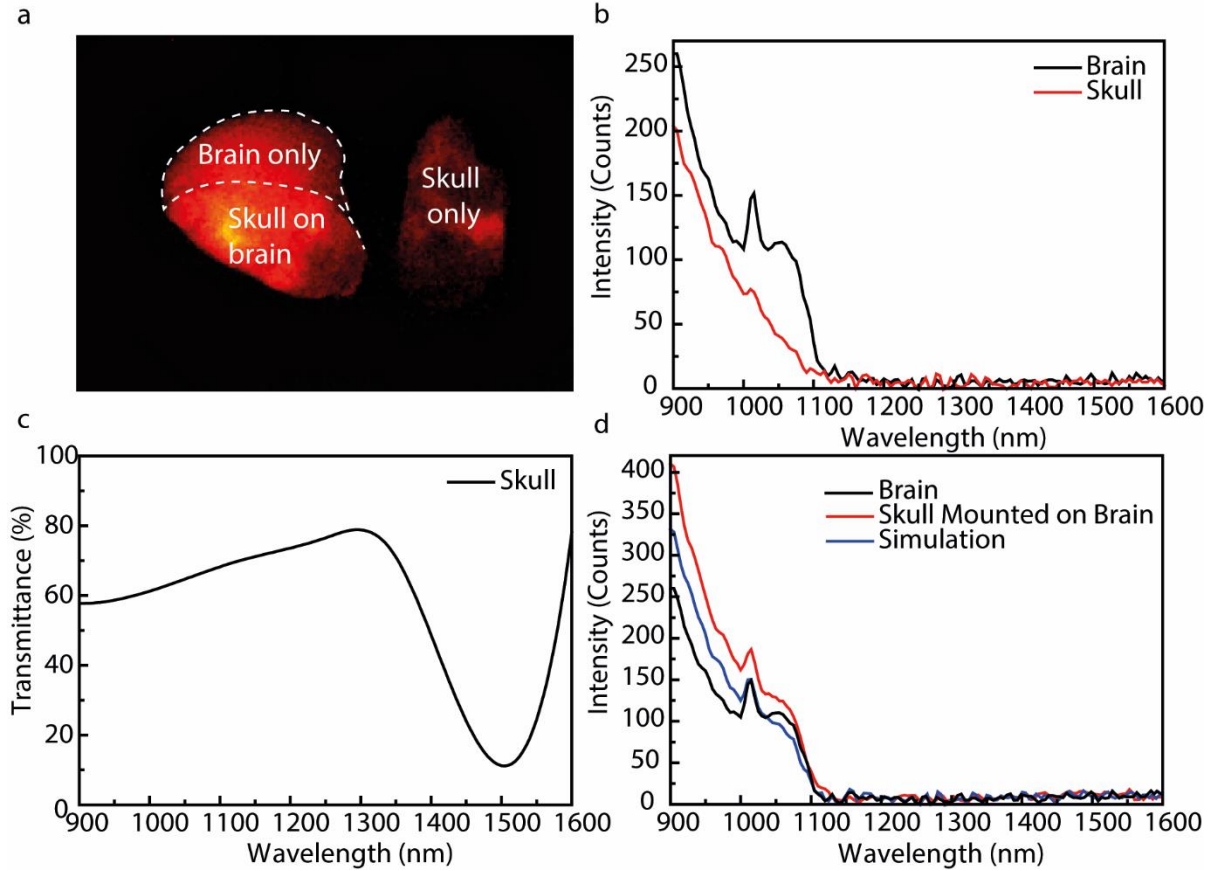 a
Brain only
Skull on
brain
Skull
only
b
250
200
150
100
50
0
Intensity (Counts)
Brain
Skull
900 1000 1100 1200 1300 1400 1500 1600
Wavelength (nm)
c
100
80
60
40
20
0
Transmittance (%)
Skull
900 1000 1100 1200 1300 1400 1500 1600
Wavelength (nm)
d
400
350
300
250
200
150
100
50
0
Intensity (Counts)
Brain
Skull Mounted on Brain
Simulation
900 1000 1100 1200 1300 1400 1500 1600
Wavelength (nm)